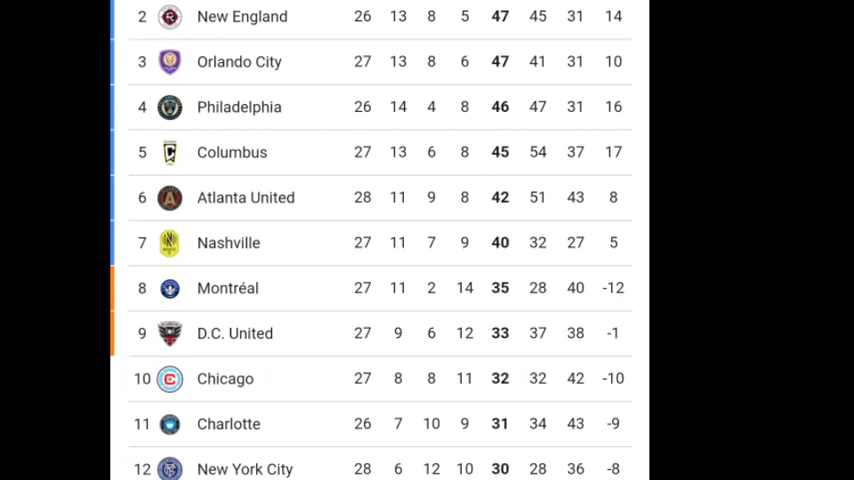 2 New England 26 13 8 5 47 45 31 14
3 Orlando City 27 13 8 6 47 41 31 10
4 Philadelphia 26 14 4 8 46 47 31 16
5 Columbus 27 13 6 8 45 54 37 17
6 Atlanta United 28 11 9 8 42 51 43 8
7 Nashville 27 11 7 9 40 32 27 5
8 Montréal 27 11 2 14 35 28 40 -12
9 D.C. United 27 9 6 12 33 37 38 -1
10 Chicago 27 8 8 11 32 32 42 -10
11 Charlotte 26 7 10 9 31 34 43 -9
12 New York City 28 6 12 10 30 28 36 -8